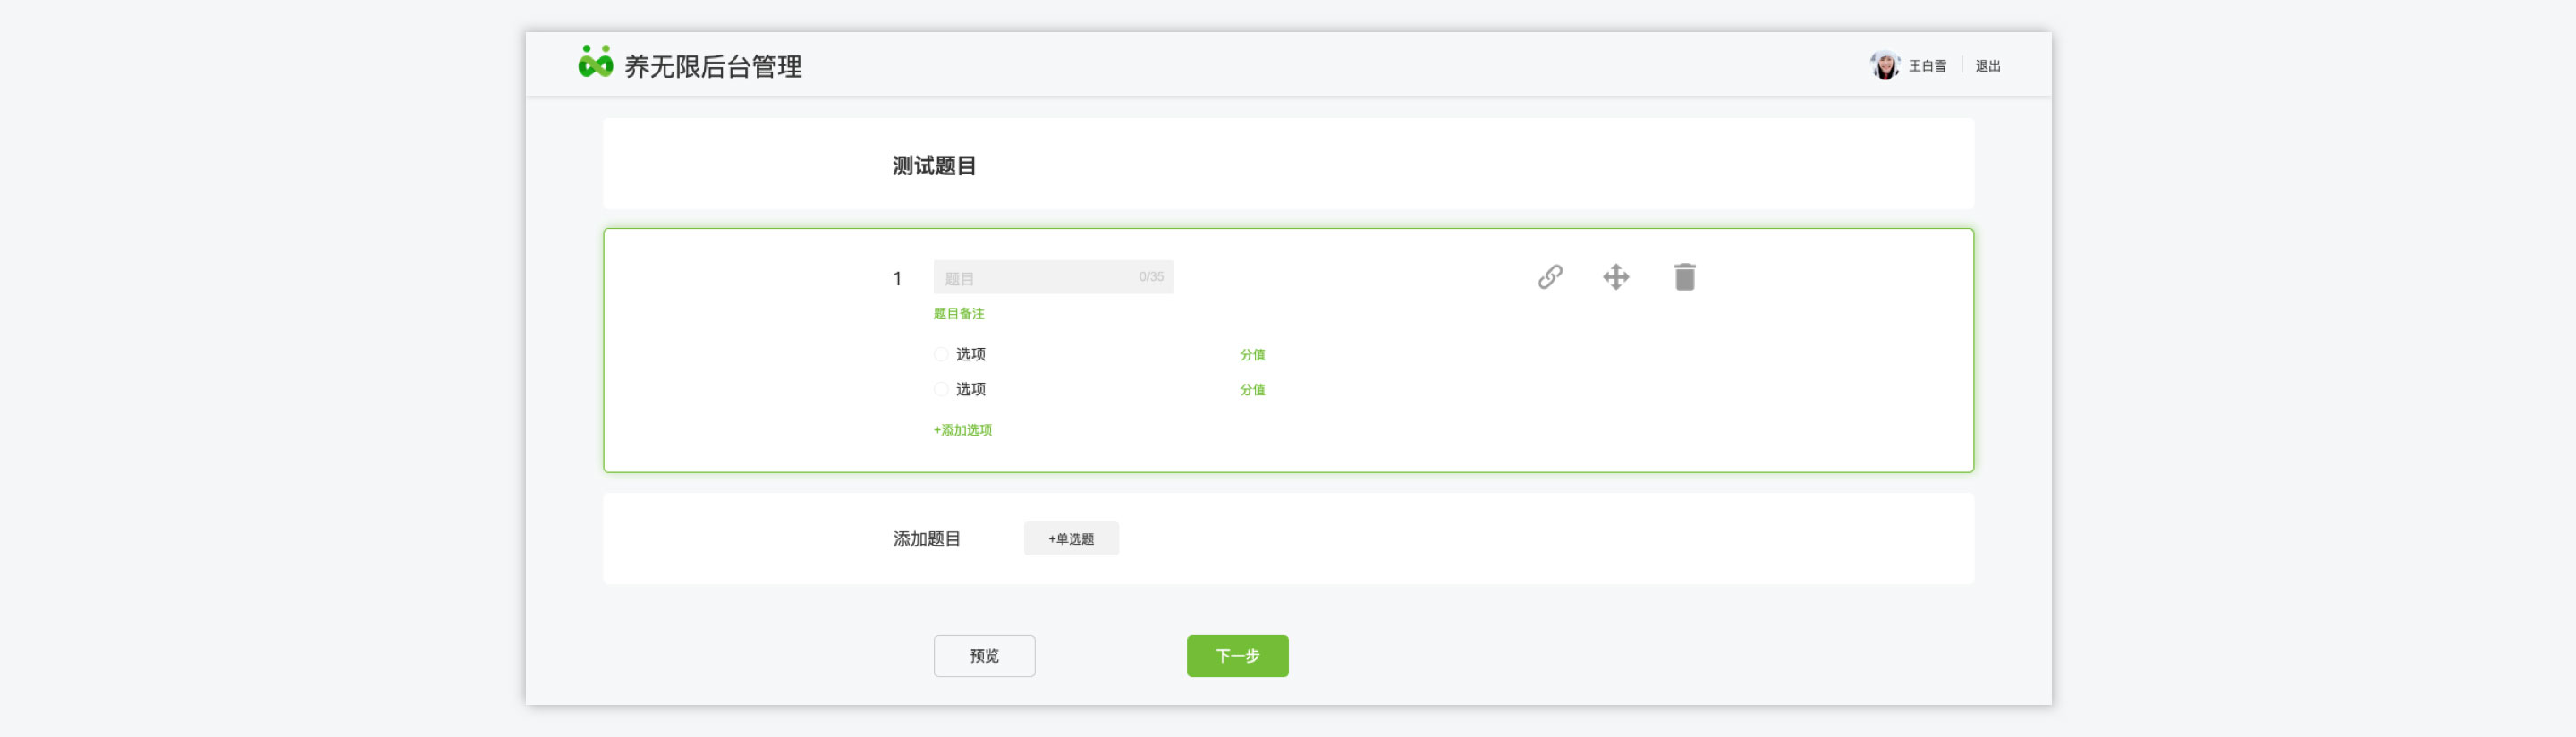 养无限后台管理
王白雪 退出
测试题目
1 题目 0/35
题目备注
选项 分值
选项 分值
+添加选项
添加题目 +单选题
预览 下一步